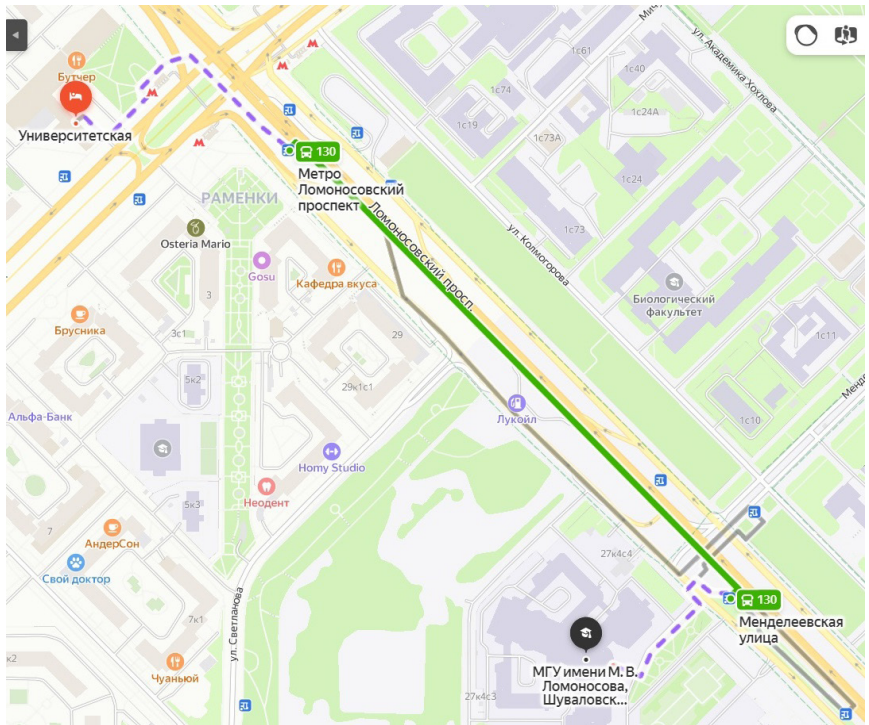 ул. Академика Хохлова
1с61
1с40
Бутчер
1с74
1с24А
1с19
1с73А
Университетская
130
Метро
Ломоносовский
проспект
1с24
РАМЕНКИ
Ломоносовский просп.
ул. Колмогорова
1с73
Osteria Mario
Gosu
Кафедра вкуса
Биологический
факультет
3
Брусника
3с1
29
1с11
5к2
29к1с1
Альфа-Банк
Лукойл
1с10
Homy Studio
Неодент
5к3
7
АндерСон
27к4с4
Свой доктор
130
7к1
ул. Светланова
Менделеевская
улица
к2
Чуаньюй
МГУ имени М. В.
Ломоносова,
Шуваловск...
27к4с3